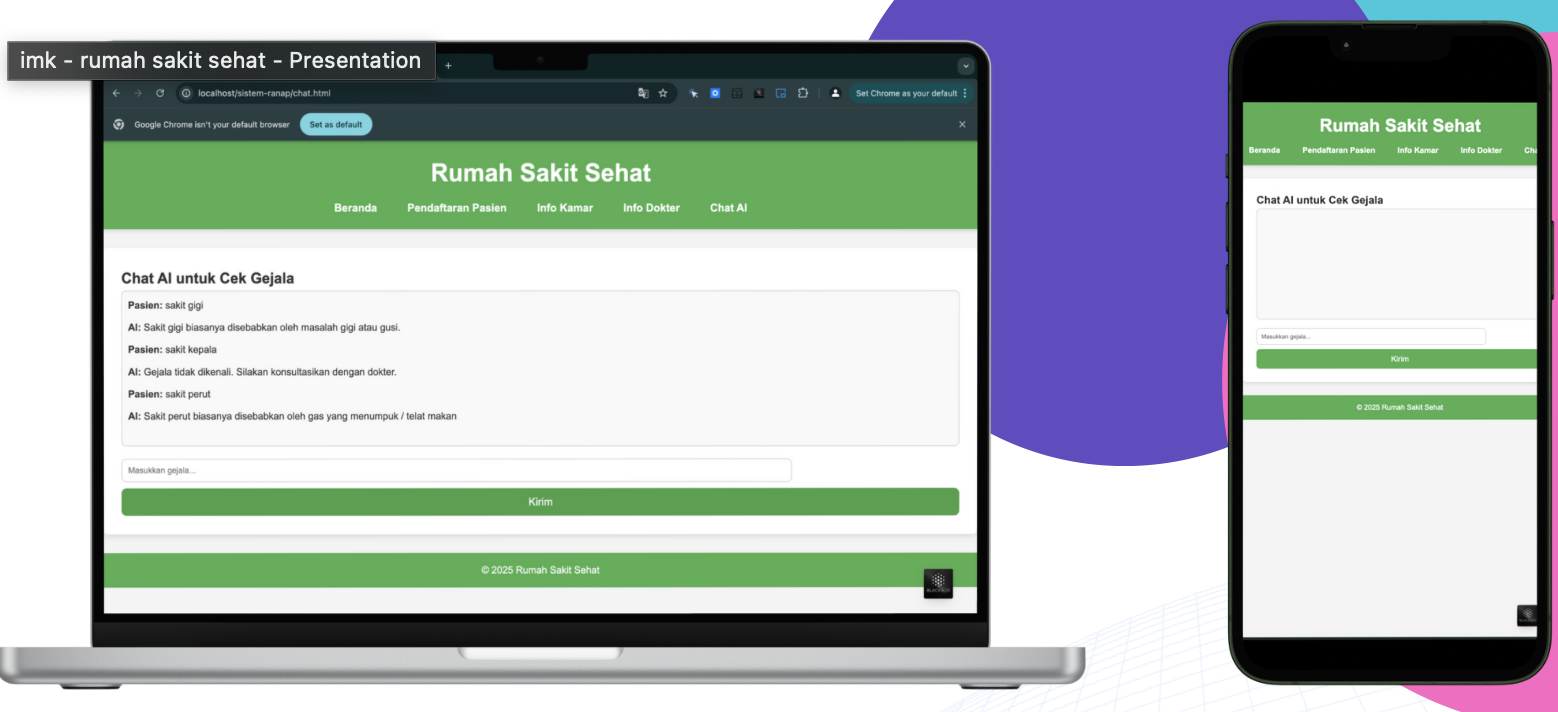 imk - rumah sakit sehat - Presentation
localhost/sistem-ranap/chat.html
Set Chrome as your default
Google Chrome isn't your default browser
Set as default
Rumah Sakit Sehat
Beranda Pendaftaran Pasien Info Kamar Info Dokter Chat AI
Chat AI untuk Cek Gejala
Pasien: sakit gigi
AI: Sakit gigi biasanya disebabkan oleh masalah gigi atau gusi.
Pasien: sakit kepala
AI: Gejala tidak dikenali. Silakan konsultasikan dengan dokter.
Pasien: sakit perut
AI: Sakit perut biasanya disebabkan oleh gas yang menumpuk / telat makan
Masukkan gejala...
Kirim
© 2025 Rumah Sakit Sehat
Rumah Sakit Sehat
Beranda Pendaftaran Pasien Info Kamar Info Dokter
Chat AI untuk Cek Gejala
Masukkan gejala...
Kirim
© 2025 Rumah Sakit Sehat